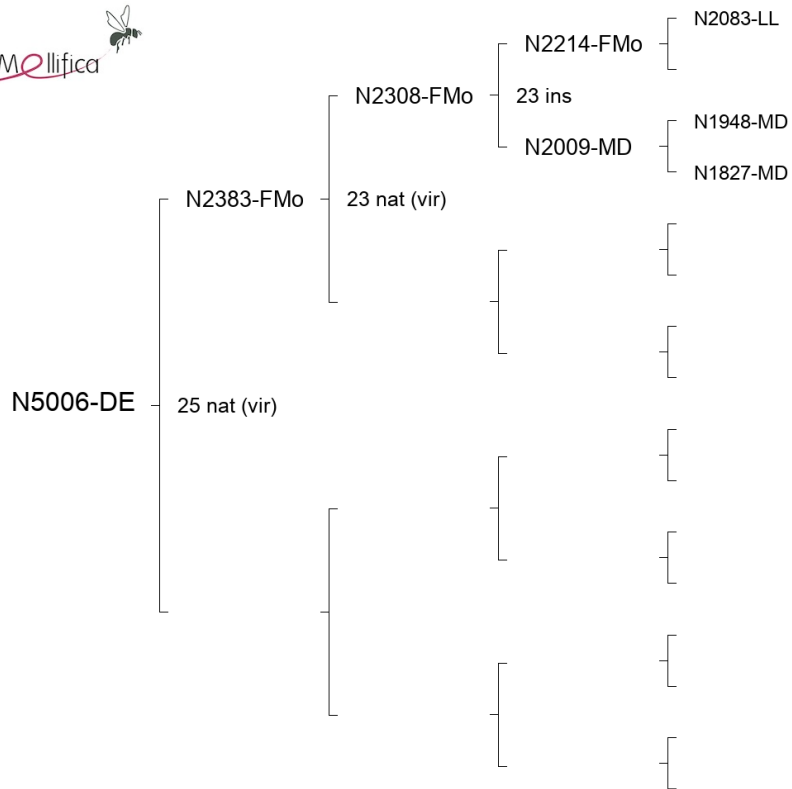 Mellifica
N2083-LL
N2214-FMo
N2308-FMo
23 ins
N1948-MD
N2009-MD
N1827-MD
N2383-FMo
23 nat (vir)
N5006-DE
25 nat (vir)